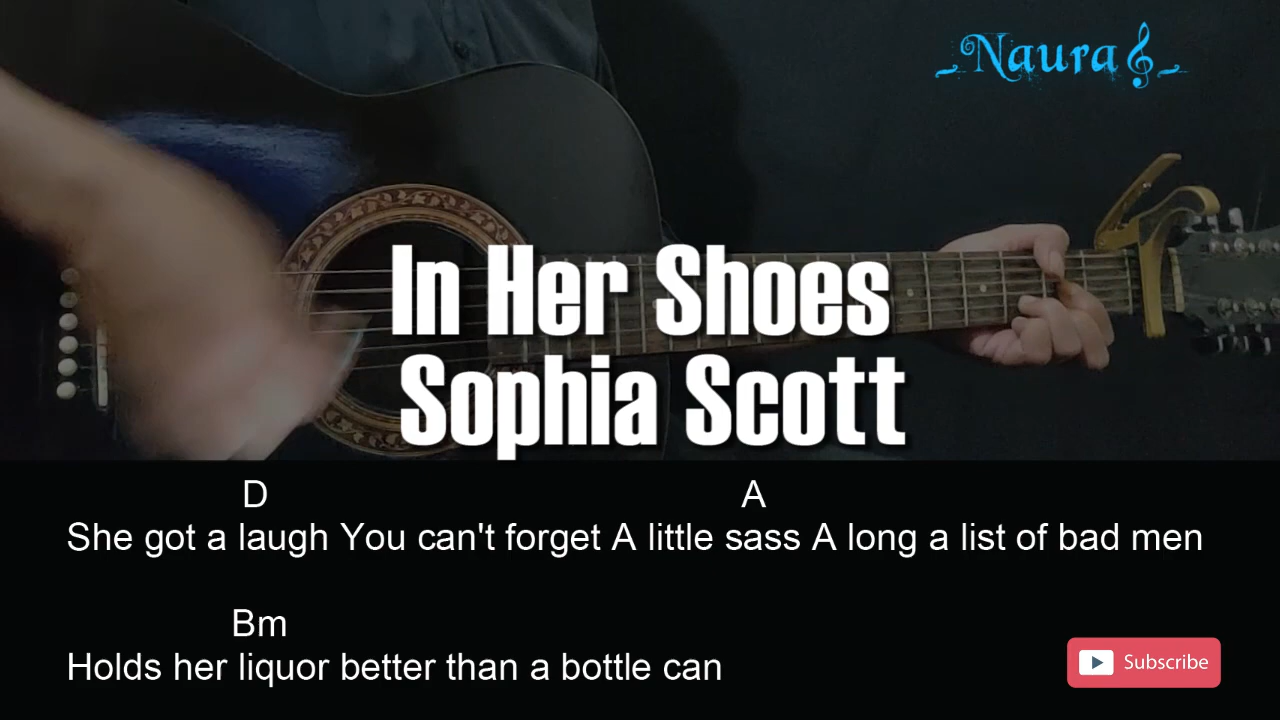 Naura
In Her Shoes
Sophia Scott
D A
She got a laugh You can't forget A little sass A long a list of bad men
Bm
Holds her liquor better than a bottle can
Subscribe